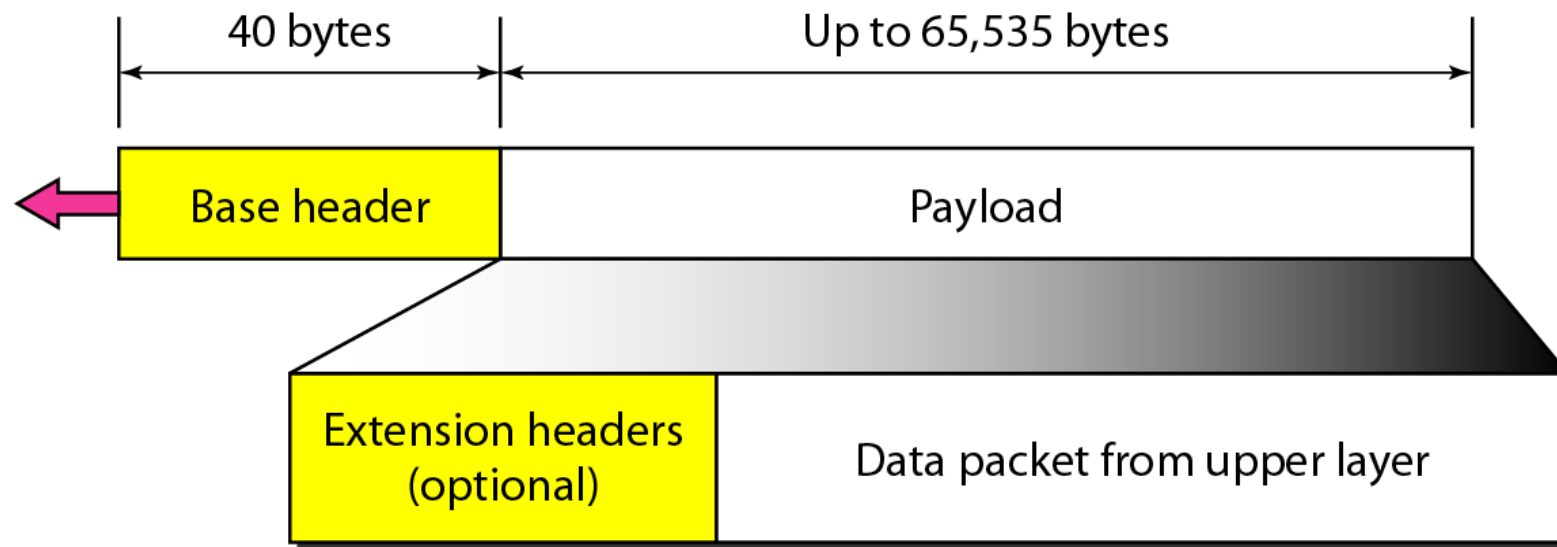 40 bytes
Up to 65,535 bytes
Base header
Payload
Extension headers
(optional)
Data packet from upper layer